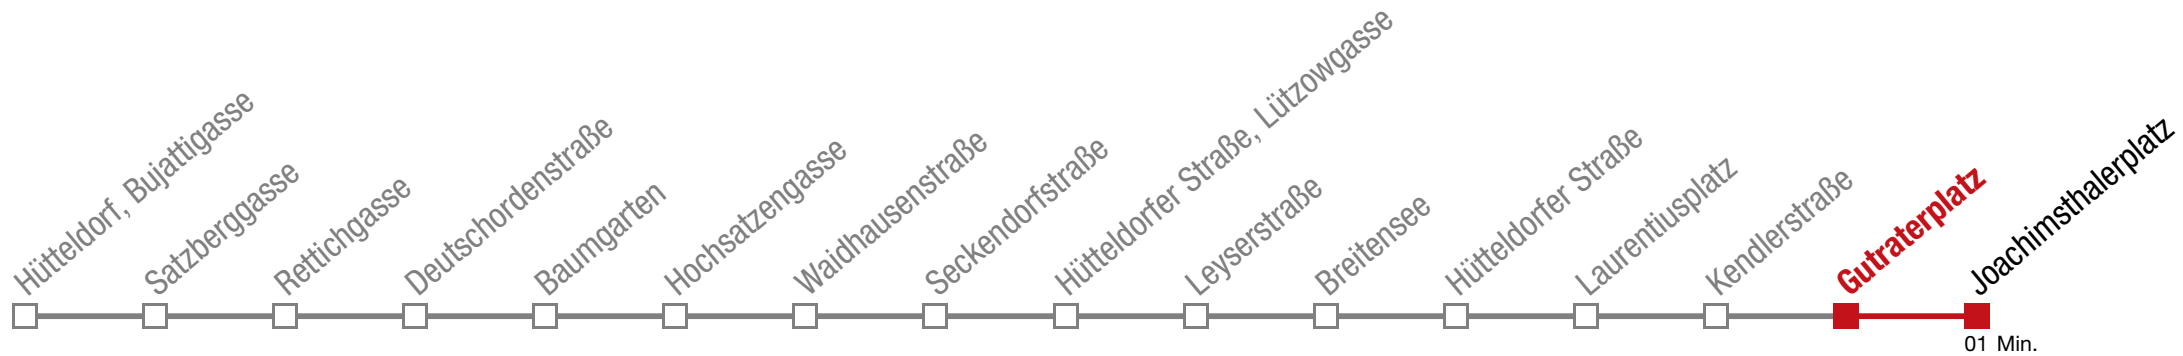 Hütteldorf, Bujattigasse
Satzberggasse
Rettichgasse
Deutschordenstraße
Baumgarten
Hochsatzengasse
Waidhausenstraße
Seckendorfstraße
Hütteldorfer Straße, Lützowgasse
Leyserstraße
Breitensee
Hütteldorfer Straße
Laurentiusplatz
Kendlerstraße
Gutraterplatz
Joachimsthalerplatz
01 Min.